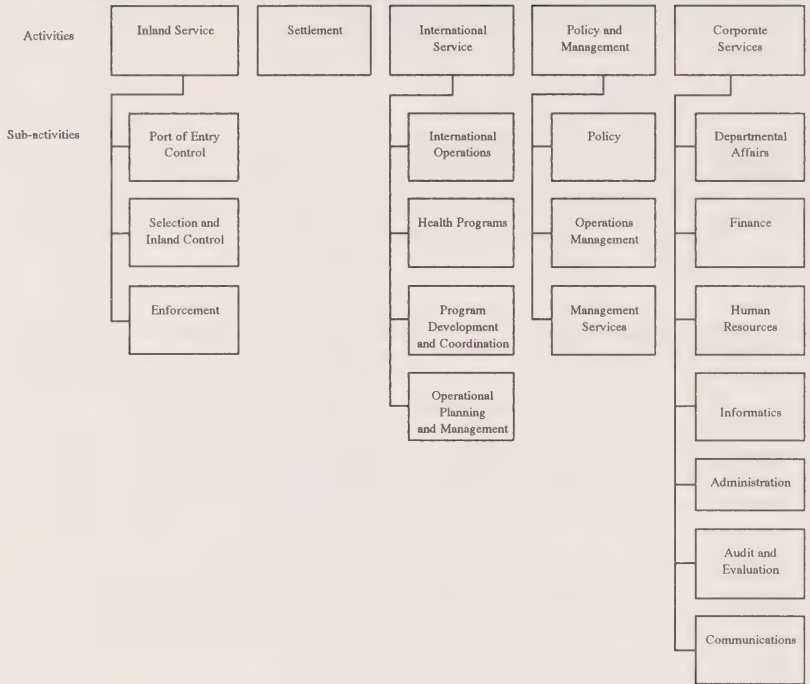 Activities
Inland Service
Settlement
International
Service
Policy and
Management
Corporate
Services
Sub-activities
Port of Entry
Control
Selection and
Inland Control
Enforcement
International
Operations
Health Programs
Program
Development
and Coordination
Operational
Planning
and Management
Policy
Operations
Management
Management
Services
Departmental
Affairs
Finance
Human
Resources
Informatics
Administration
Audit and
Evaluation
Communications